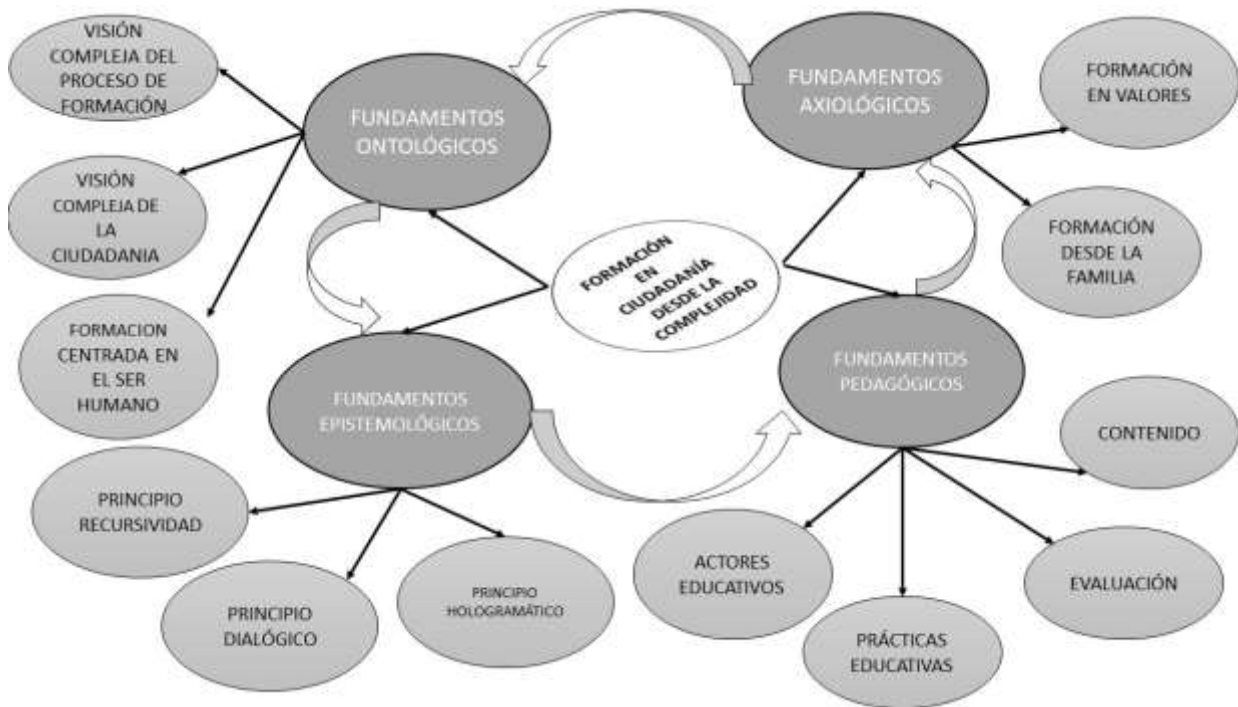 VISIÓN
COMPLEJA DEL
PROCESO DE
FORMACIÓN
FUNDAMENTOS
ONTOLÓGICOS
FUNDAMENTOS
AXIOLÓGICOS
FORMACIÓN
EN VALORES
VISIÓN
COMPLEJA DE
LA
CIUDADANIA
FORMACIÓN
EN
CIUDADANÍA
DESDE LA
COMPLEJIDAD
FORMACIÓN
DESDE LA
FAMILIA
FORMACION
CENTRADA EN
EL SER
HUMANO
FUNDAMENTOS
EPISTEMOLÓGICOS
FUNDAMENTOS
PEDAGÓGICOS
CONTENIDO
PRINCIPIO
RECURSIVIDAD
PRINCIPIO
DIALÓGICO
PRINCIPIO
HOLOGRAMÁTICO
ACTORES
EDUCATIVOS
PRÁCTICAS
EDUCATIVAS
EVALUACIÓN